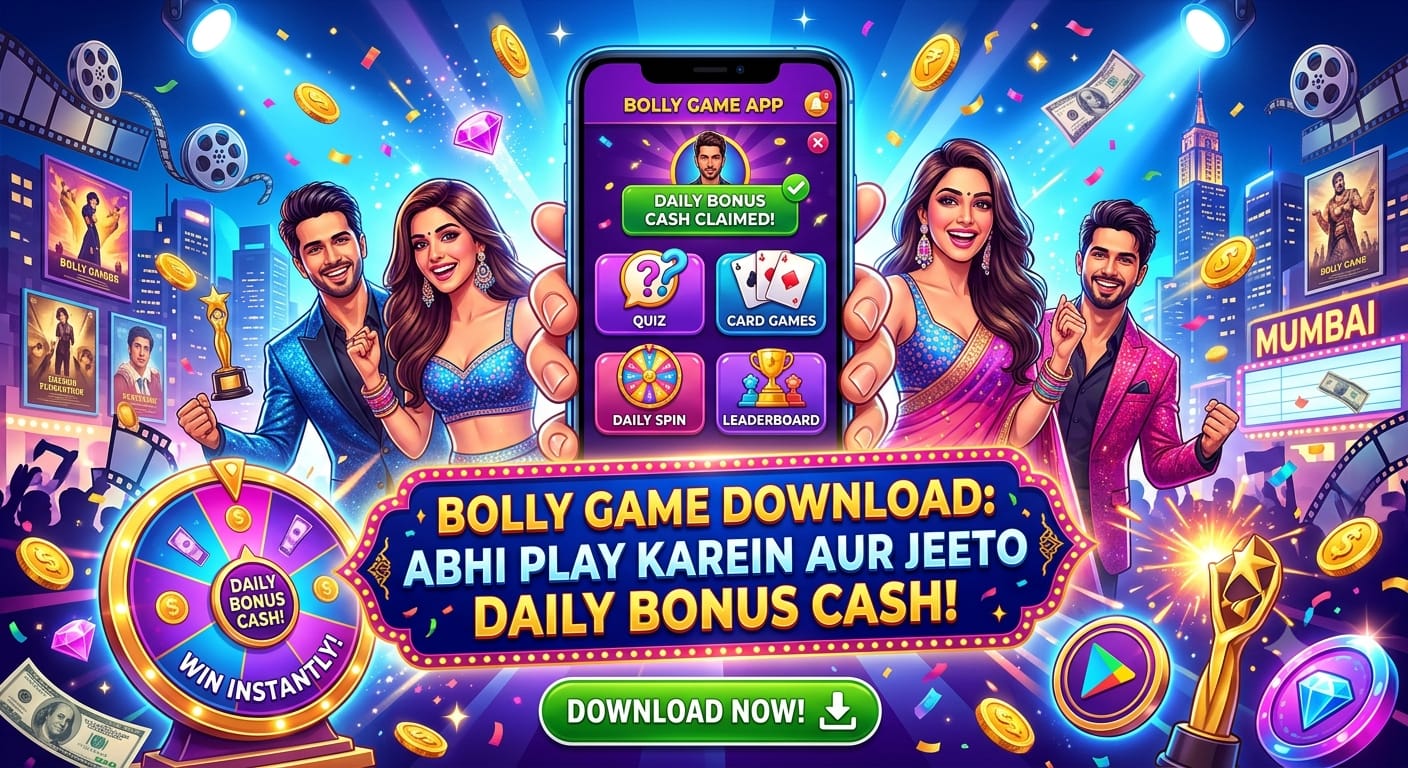 BOLLY GAME APP
DAILY BONUS
CASH CLAIMED!
QUIZ
CARD GAMES
DAILY SPIN
LEADERBOARD
BOLLY GAMBS
BOLLY GANE
MUMBAI
DAILY
BONUS
CASH!
WIN INSTANTLY!
BOLLY GAME DOWNLOAD:
ABHI PLAY KAREIN AUR JEETO
DAILY BONUS CASH!
DOWNLOAD NOW!